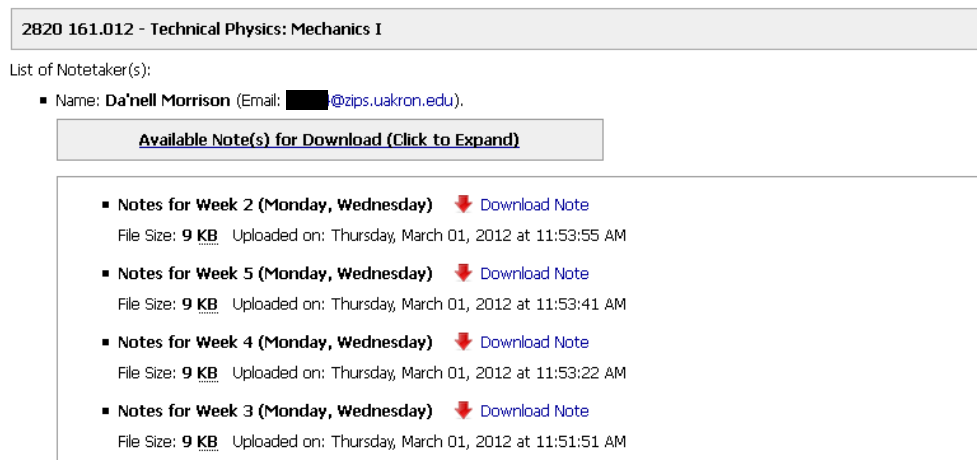 2820 161.012 - Technical Physics: Mechanics I
List of Notetaker(s):
Name: Da'nell Morrison (Email: @zips.uakron.edu).
Available Note(s) for Download (Click to Expand)
Notes for Week 2 (Monday, Wednesday) Download Note
File Size: 9 KB Uploaded on: Thursday, March 01, 2012 at 11:53:55 AM
Notes for Week 5 (Monday, Wednesday) Download Note
File Size: 9 KB Uploaded on: Thursday, March 01, 2012 at 11:53:41 AM
Notes for Week 4 (Monday, Wednesday) Download Note
File Size: 9 KB Uploaded on: Thursday, March 01, 2012 at 11:53:22 AM
Notes for Week 3 (Monday, Wednesday) Download Note
File Size: 9 KB Uploaded on: Thursday, March 01, 2012 at 11:51:51 AM